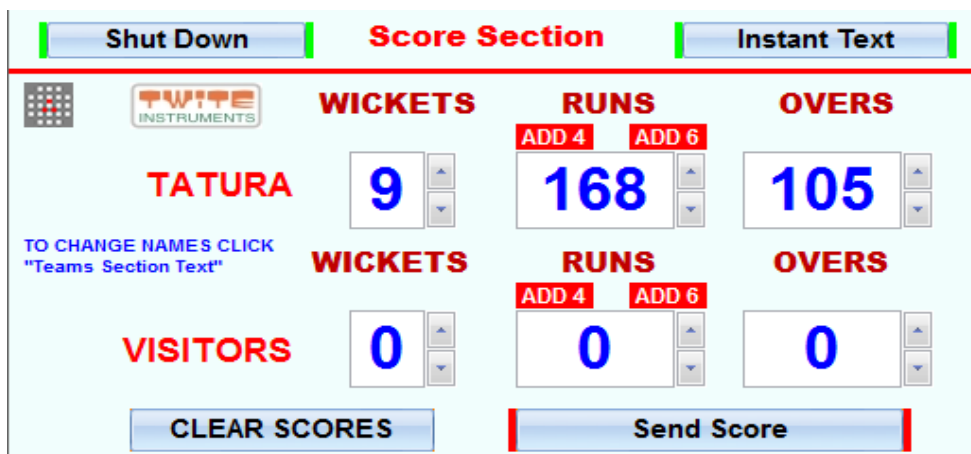 Shut Down Score Section Instant Text
TWITE
INSTRUMENTS
WICKETS RUNS OVERS
ADD 4 ADD 6
TATURA 9 168 105
TO CHANGE NAMES CLICK
"Teams Section Text"
WICKETS RUNS OVERS
ADD 4 ADD 6
VISITORS 0 0 0
CLEAR SCORES Send Score